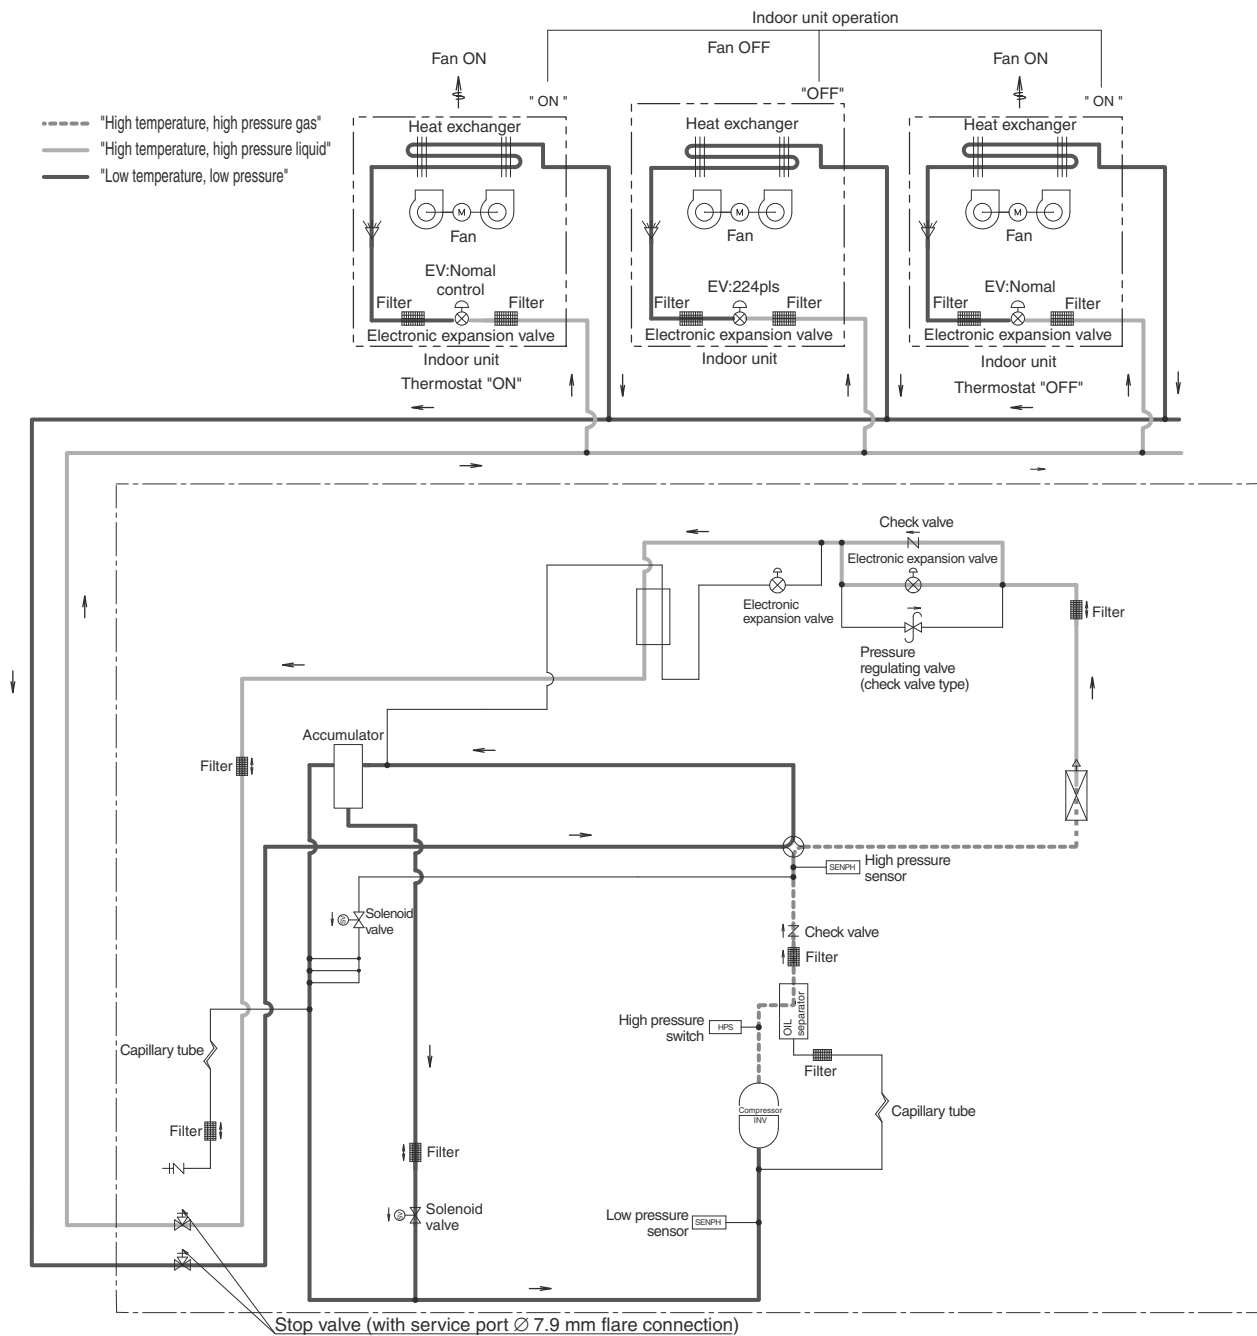 Indoor unit operation
Fan ON
Fan OFF
Fan ON
" ON "
"OFF"
" ON "
"High temperature, high pressure gas"
"High temperature, high pressure liquid"
"Low temperature, low pressure"
Heat exchanger
Heat exchanger
Heat exchanger
M
M
M
Fan
Fan
Fan
EV:Nomal
control
EV:224pls
EV:Nomal
Filter
Filter
Filter
Filter
Filter
Filter
Electronic expansion valve
Electronic expansion valve
Electronic expansion valve
Indoor unit
Indoor unit
Indoor unit
Thermostat "ON"
Thermostat "OFF"
Check valve
Electronic expansion valve
Electronic
expansion valve
Filter
Pressure
regulating valve
(check valve type)
Accumulator
Filter
SENPH
High pressure
sensor
SV
Solenoid
valve
Check valve
Filter
OIL
separator
High pressure
switch
HPS
Capillary tube
Filter
Compressor
INV
Capillary tube
Filter
Filter
SV
Solenoid
valve
Low pressure
sensor
SENPH
Stop valve (with service port ∅ 7.9 mm flare connection)